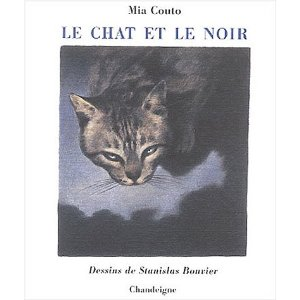 Mia Couto
LE CHAT ET LE NOIR
Dessins de Stanislas Bouvier
Chandeigne